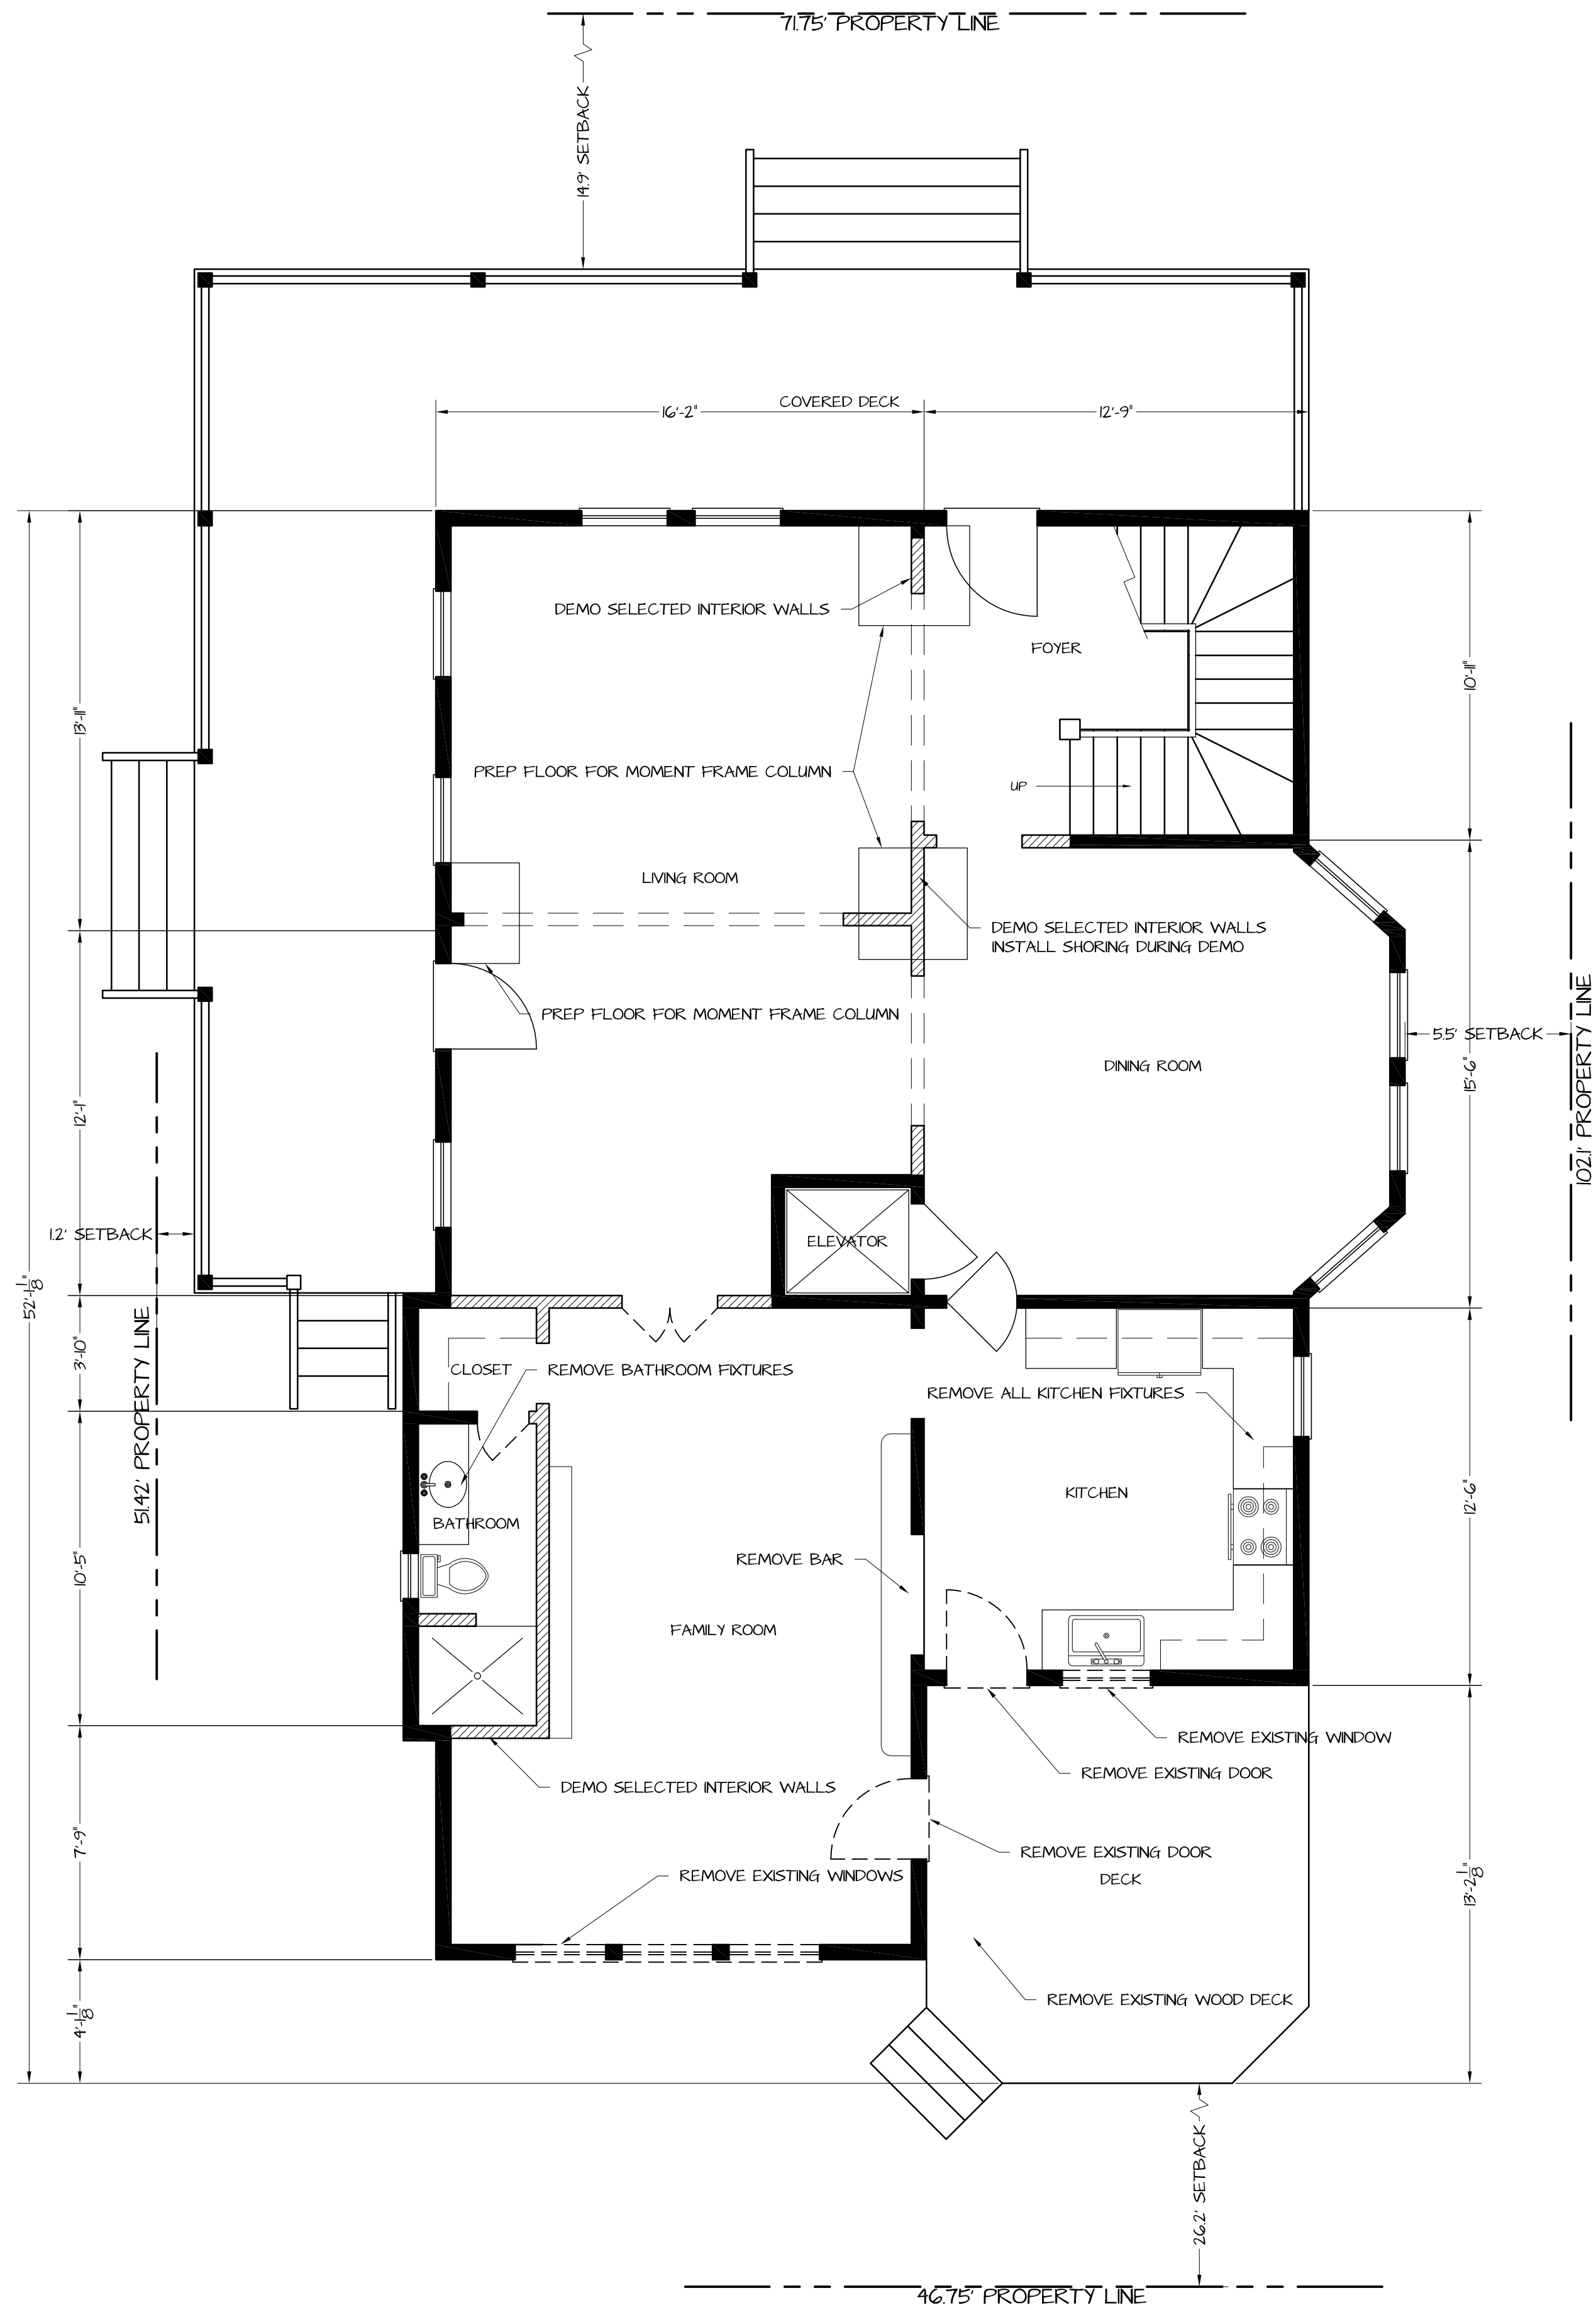 71.75' PROPERTY LINE
14.9' SETBACK
COVERED DECK
16'-2"
12'-9"
DEMO SELECTED INTERIOR WALLS
FOYER
10'-11"
13'-11"
PREP FLOOR FOR MOMENT FRAME COLUMN
UP
LIVING ROOM
DEMO SELECTED INTERIOR WALLS
INSTALL SHORING DURING DEMO
PREP FLOOR FOR MOMENT FRAME COLUMN
5.5' SETBACK
102.1' PROPERTY LINE
DINING ROOM
15'-6"
12'-1"
1.2' SETBACK
ELEVATOR
52'-1 1/8"
3'-10"
51.42' PROPERTY LINE
CLOSET
REMOVE BATHROOM FIXTURES
REMOVE ALL KITCHEN FIXTURES
KITCHEN
12'-6"
BATHROOM
10'-5"
REMOVE BAR
FAMILY ROOM
REMOVE EXISTING WINDOW
REMOVE EXISTING DOOR
DEMO SELECTED INTERIOR WALLS
7'-9"
REMOVE EXISTING DOOR
REMOVE EXISTING WINDOWS
DECK
13'-2 1/8"
REMOVE EXISTING WOOD DECK
4'-1 1/8"
26.2' SETBACK
46.75' PROPERTY LINE